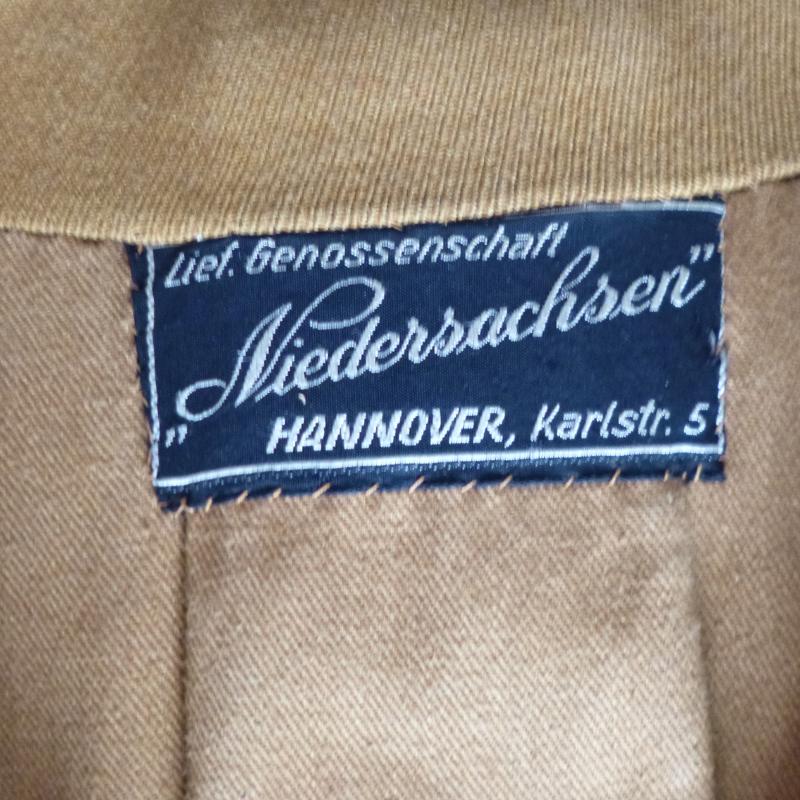 Lief. Genossenschaft
„Niedersachsen”
HANNOVER, Karlstr. 5